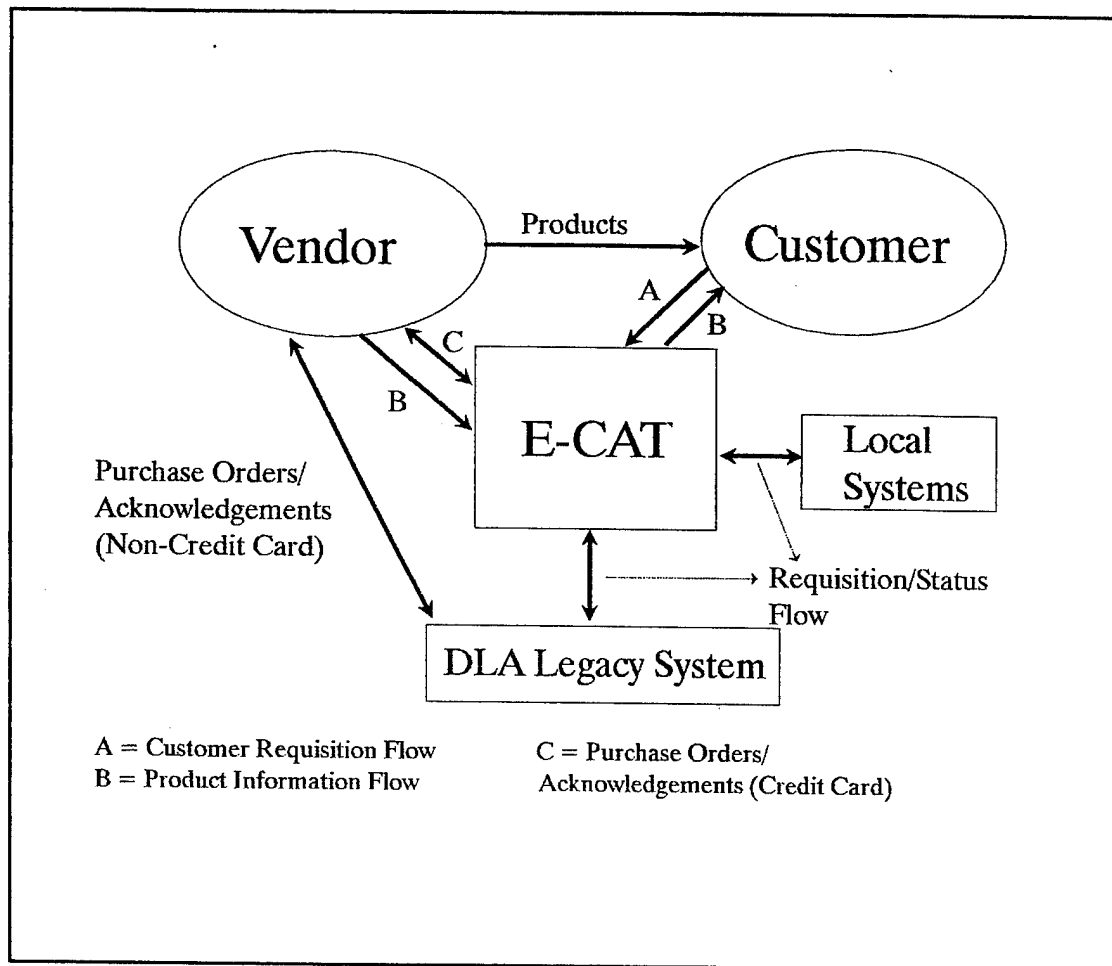 Vendor
Products
Customer
A
B
C
B
E-CAT
Local
Systems
Purchase Orders/
Acknowledgements
(Non-Credit Card)
Requisition/Status
Flow
DLA Legacy System
A = Customer Requisition Flow
B = Product Information Flow
C = Purchase Orders/
Acknowledgements (Credit Card)